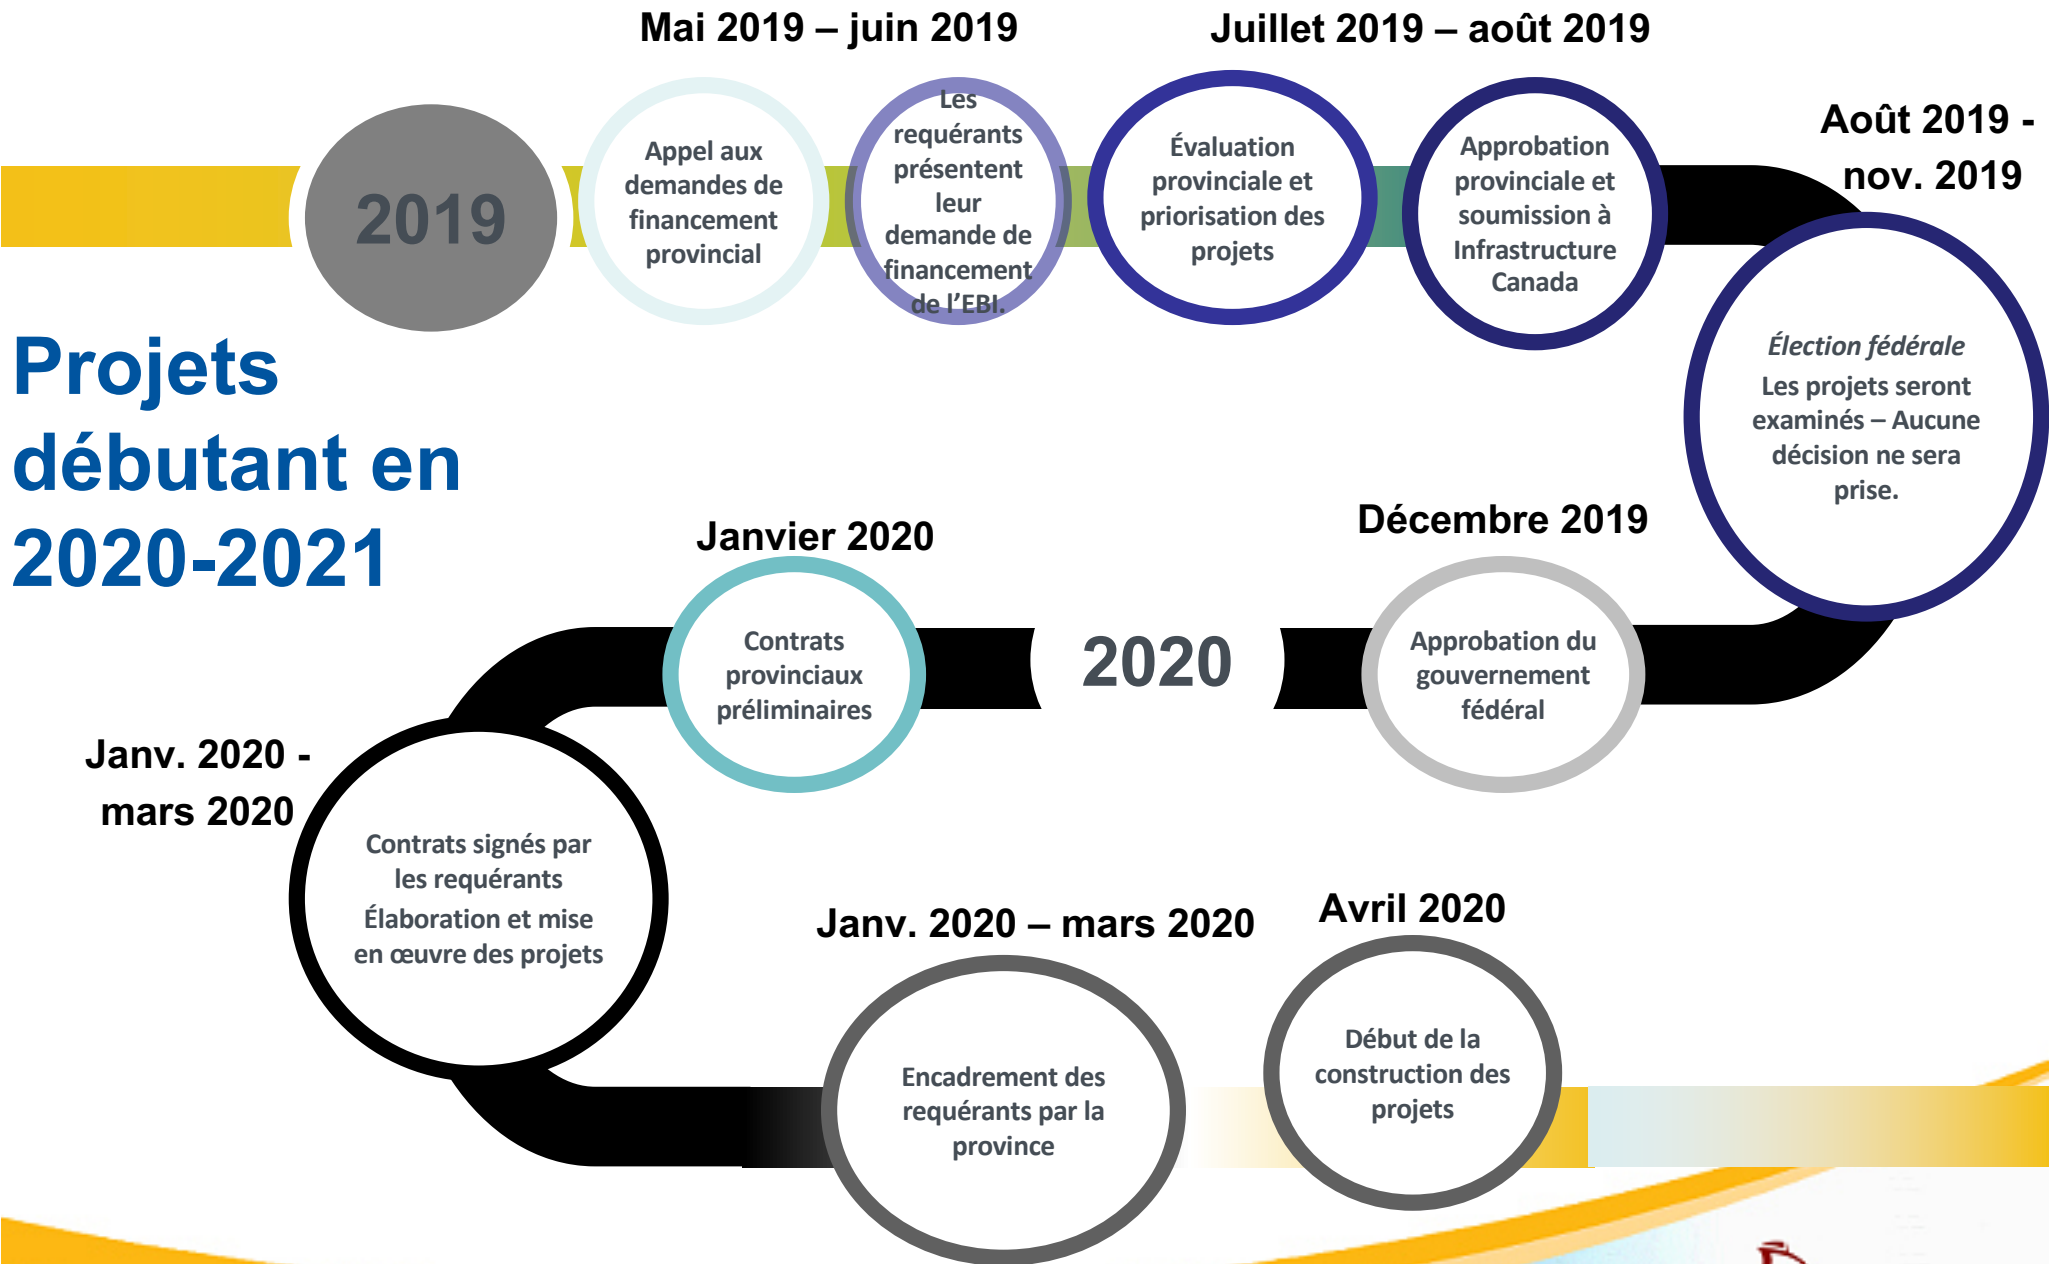 Mai 2019 – juin 2019
Juillet 2019 – août 2019
Août 2019 -
nov. 2019
2019
Appel aux
demandes de
financement
provincial
Les
requérants
présentent
leur
demande de
financement
de l’EBI.
Évaluation
provinciale et
priorisation des
projets
Approbation
provinciale et
soumission à
Infrastructure
Canada
Élection fédérale
Les projets seront
examinés – Aucune
décision ne sera
prise.
Projets
débutant en
2020-2021
Décembre 2019
Approbation du
gouvernement
fédéral
2020
Janvier 2020
Contrats
provinciaux
préliminaires
Janv. 2020 -
mars 2020
Contrats signés par
les requérants
Élaboration et mise
en œuvre des projets
Janv. 2020 – mars 2020
Encadrement des
requérants par la
province
Avril 2020
Début de la
construction des
projets